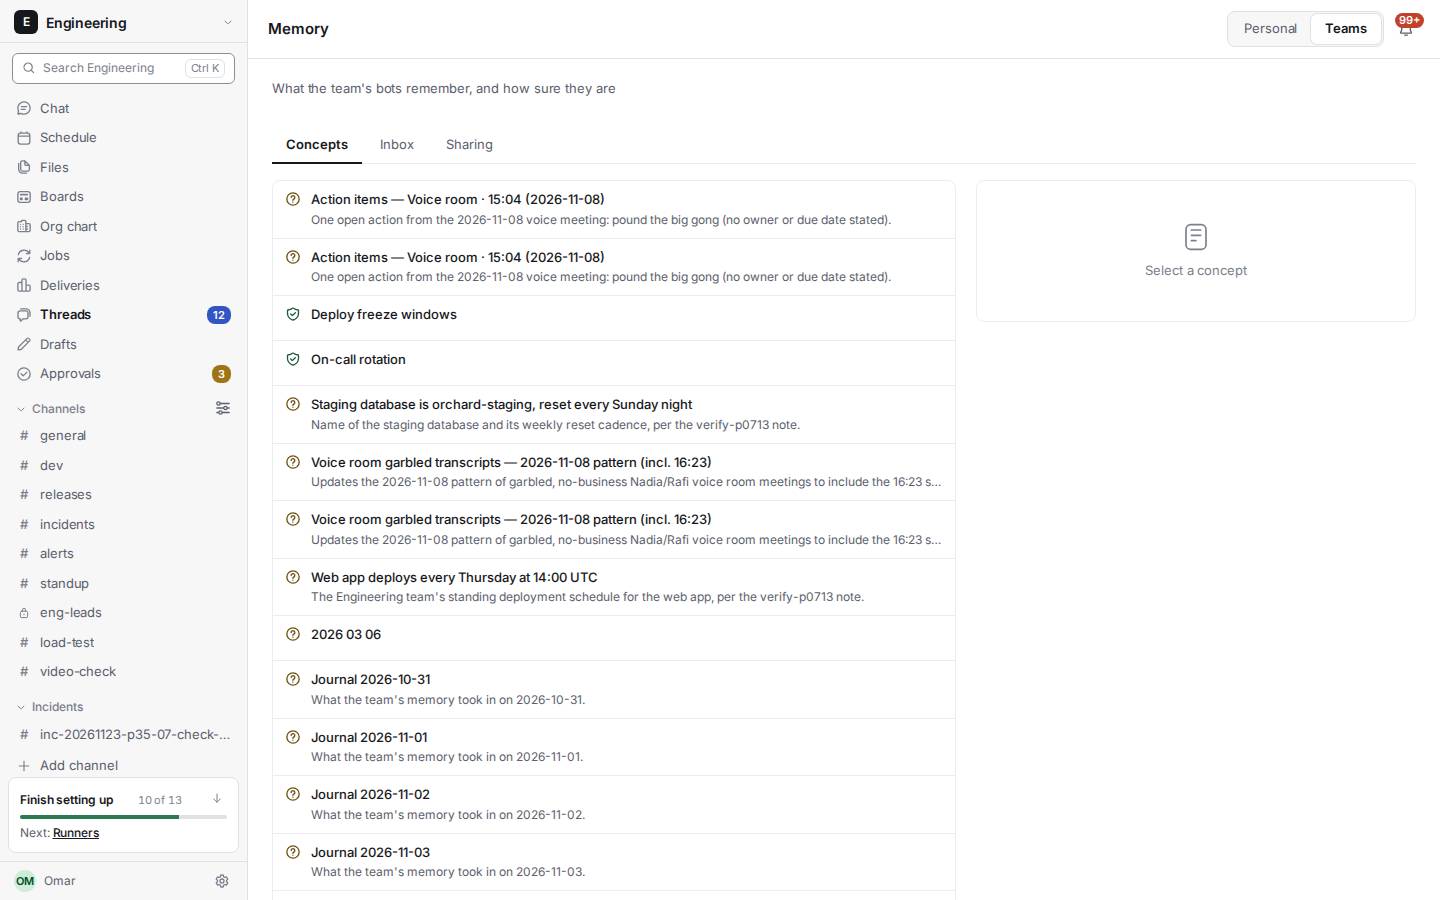 E Engineering
Search Engineering Ctrl K
Chat
Schedule
Files
Boards
Org chart
Jobs
Deliveries
Threads 12
Drafts
Approvals 3
Channels
# general
# dev
# releases
# incidents
# alerts
# standup
eng-leads
# load-test
# video-check
Incidents
# inc-20261123-p35-07-check-...
Add channel
Finish setting up 10 of 13
Next: Runners
OM Omar
Memory
Personal Teams 99+
What the team's bots remember, and how sure they are
Concepts Inbox Sharing
Action items — Voice room · 15:04 (2026-11-08)
One open action from the 2026-11-08 voice meeting: pound the big gong (no owner or due date stated).
Action items — Voice room · 15:04 (2026-11-08)
One open action from the 2026-11-08 voice meeting: pound the big gong (no owner or due date stated).
Deploy freeze windows
On-call rotation
Staging database is orchard-staging, reset every Sunday night
Name of the staging database and its weekly reset cadence, per the verify-p0713 note.
Voice room garbled transcripts — 2026-11-08 pattern (incl. 16:23)
Updates the 2026-11-08 pattern of garbled, no-business Nadia/Rafi voice room meetings to include the 16:23 s...
Voice room garbled transcripts — 2026-11-08 pattern (incl. 16:23)
Updates the 2026-11-08 pattern of garbled, no-business Nadia/Rafi voice room meetings to include the 16:23 s...
Web app deploys every Thursday at 14:00 UTC
The Engineering team's standing deployment schedule for the web app, per the verify-p0713 note.
2026 03 06
Journal 2026-10-31
What the team's memory took in on 2026-10-31.
Journal 2026-11-01
What the team's memory took in on 2026-11-01.
Journal 2026-11-02
What the team's memory took in on 2026-11-02.
Journal 2026-11-03
What the team's memory took in on 2026-11-03.
Select a concept